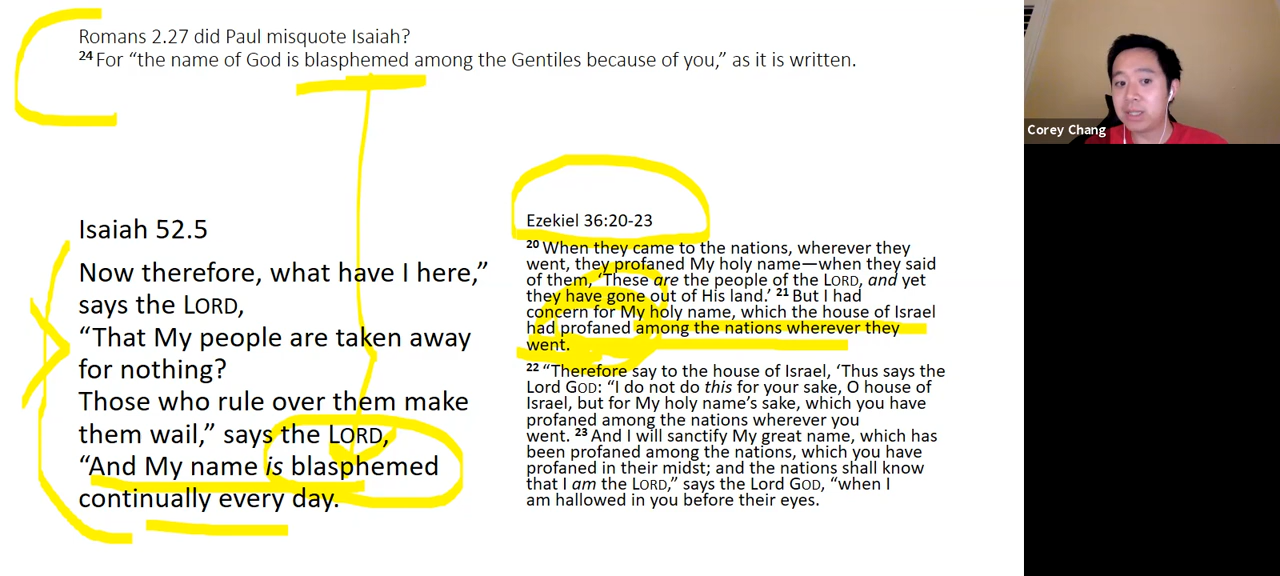 Romans 2.27 did Paul misquote Isaiah?
24 For “the name of God is blasphemed among the Gentiles because of you,” as it is written.
Corey Chang
Isaiah 52.5
Now therefore, what have I here,”
says the LORD,
“That My people are taken away
for nothing?
Those who rule over them make
them wail,” says the LORD,
“And My name is blasphemed
continually every day.
Ezekiel 36:20-23
20 When they came to the nations, wherever they
went, they profaned My holy name—when they said
of them, ‘These are the people of the LORD, and yet
they have gone out of His land.’ 21 But I had
concern for My holy name, which the house of Israel
had profaned among the nations wherever they
went.
22 “Therefore say to the house of Israel, ‘Thus says the
Lord GOD: “I do not do this for your sake, O house of
Israel, but for My holy name’s sake, which you have
profaned among the nations wherever you
went. 23 And I will sanctify My great name, which has
been profaned among the nations, which you have
profaned in their midst; and the nations shall know
that I am the LORD,” says the Lord GOD, “when I
am hallowed in you before their eyes.